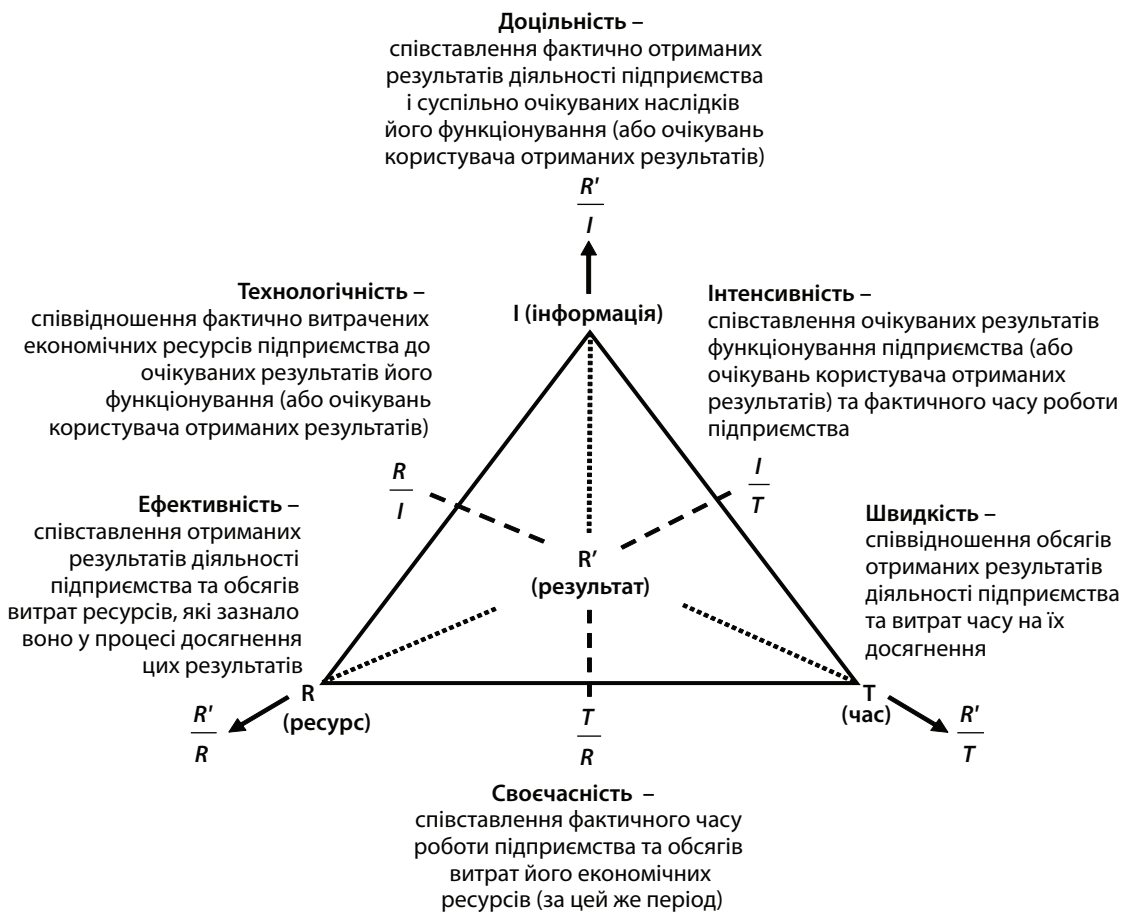 Доцільність –
співставлення фактично отриманих
результатів діяльності підприємства
і суспільно очікуваних наслідків
його функціонування (або очікувань
користувача отриманих результатів)
R'
I
I (інформація)
Технологічність –
співвідношення фактично витрачених
економічних ресурсів підприємства до
очікуваних результатів його
функціонування (або очікувань
користувача отриманих результатів)
R
I
Інтенсивність –
співставлення очікуваних результатів
функціонування підприємства (або
очікувань користувача отриманих
результатів) та фактичного часу роботи
підприємства
I
T
Ефективність –
співставлення отриманих
результатів діяльності
підприємства та обсягів
витрат ресурсів, які зазнало
воно у процесі досягнення
цих результатів
R'
(результат)
Швидкість –
співвідношення обсягів
отриманих результатів
діяльності підприємства
та витрат часу на їх
досягнення
R'
R
R
(ресурс)
T
R
T
(час)
R'
T
Своєчасність –
співставлення фактичного часу
роботи підприємства та обсягів
витрат його економічних
ресурсів (за цей же період)